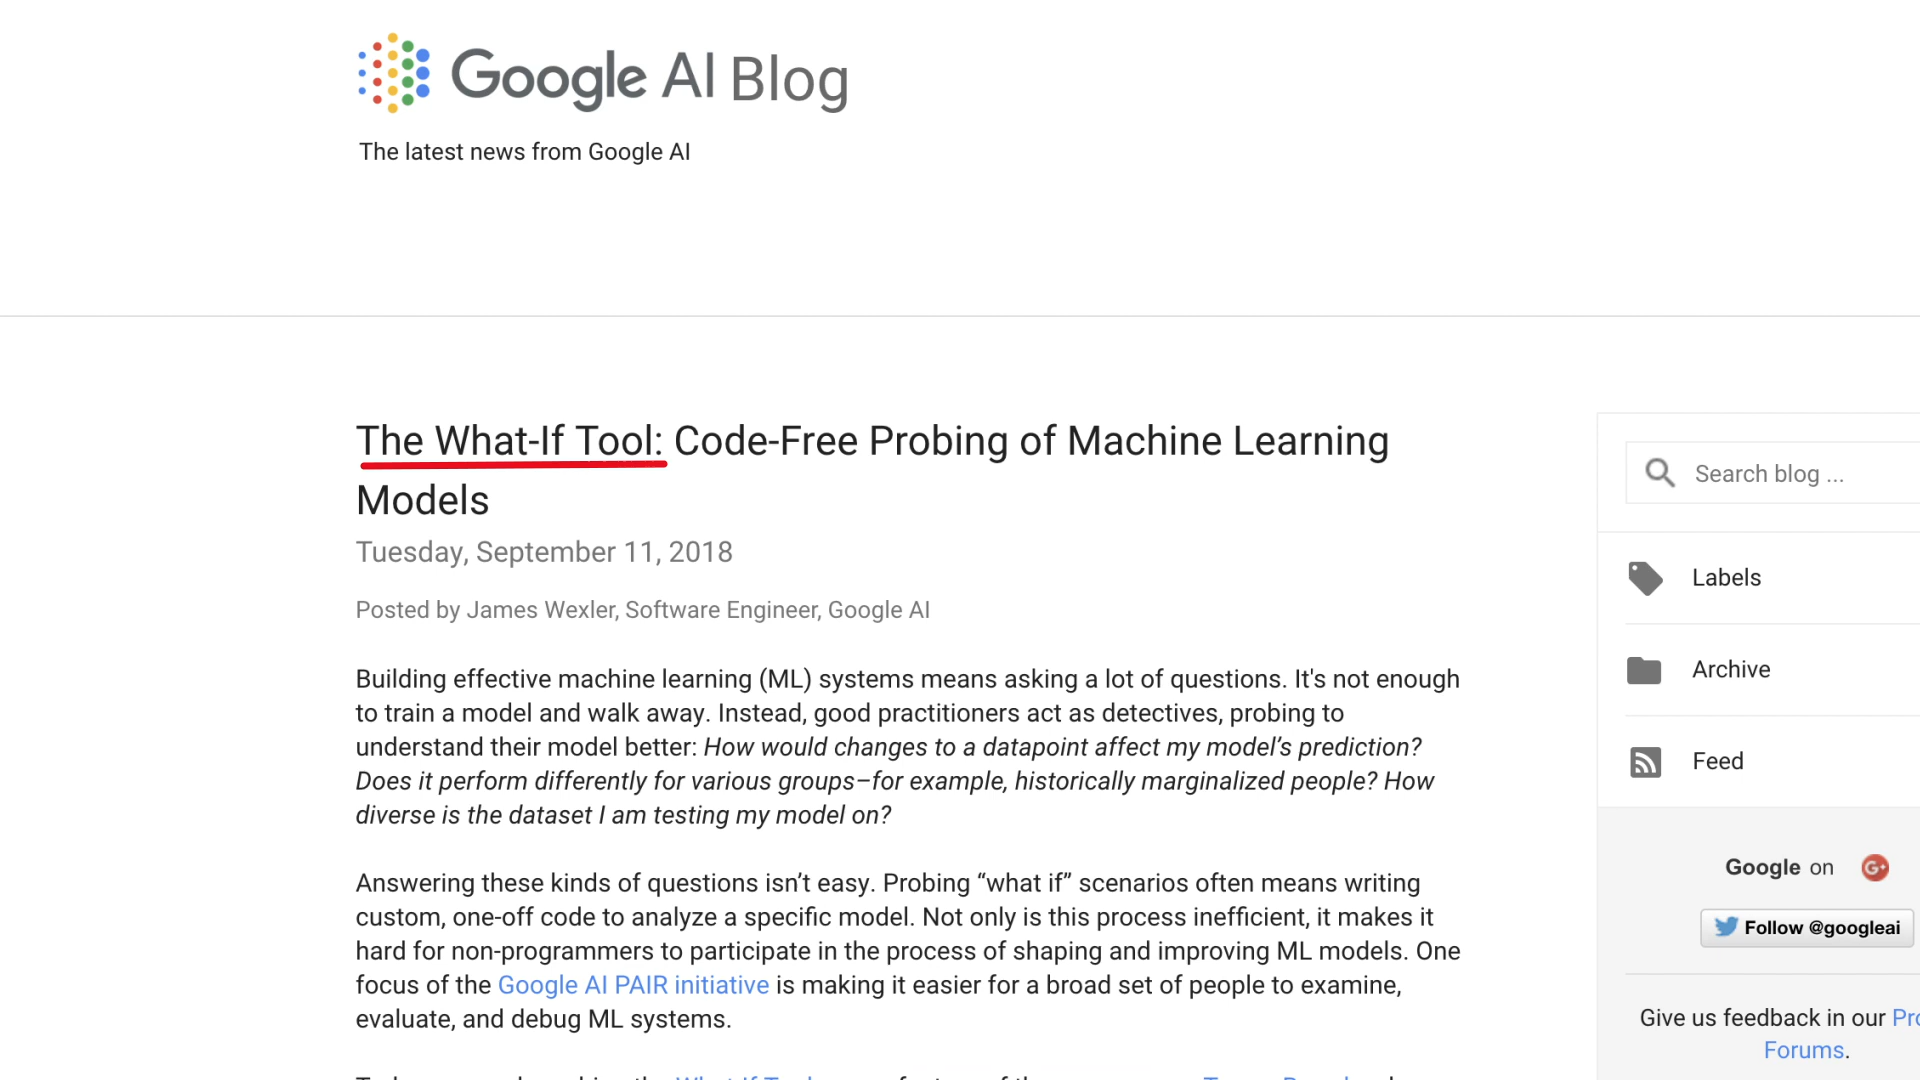 Google AI Blog
The latest news from Google AI
The What-If Tool: Code-Free Probing of Machine Learning
Models
Tuesday, September 11, 2018
Posted by James Wexler, Software Engineer, Google AI
Building effective machine learning (ML) systems means asking a lot of questions. It's not enough
to train a model and walk away. Instead, good practitioners act as detectives, probing to
understand their model better: How would changes to a datapoint affect my model’s prediction?
Does it perform differently for various groups–for example, historically marginalized people? How
diverse is the dataset I am testing my model on?
Answering these kinds of questions isn’t easy. Probing “what if” scenarios often means writing
custom, one-off code to analyze a specific model. Not only is this process inefficient, it makes it
hard for non-programmers to participate in the process of shaping and improving ML models. One
focus of the Google AI PAIR initiative is making it easier for a broad set of people to examine,
evaluate, and debug ML systems.
Search blog ...
Labels
Archive
Feed
Google on G+
Follow @googleai
Give us feedback in our
Forums.